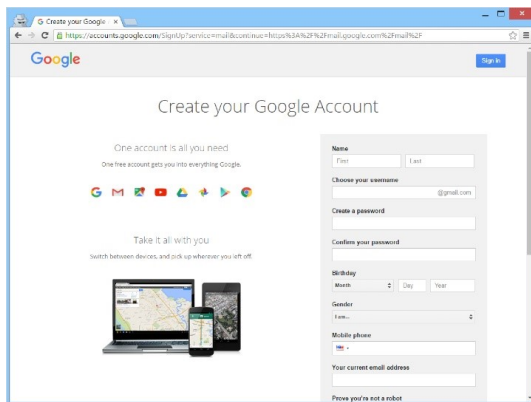 G Create your Google
https://accounts.google.com/SignUp?service=mail&continue=https%3A%2F%2Fmail.google.com%2Fmail%2F
Google
Sign in
Create your Google Account
One account is all you need
One free account gets you into everything Google.
Take it all with you
Switch between devices, and pick up wherever you left off.
Name
First Last
Choose your username
@gmail.com
Create a password
Confirm your password
Birthday
Month Day Year
Gender
I am...
Mobile phone
Your current email address
Prove you're not a robot